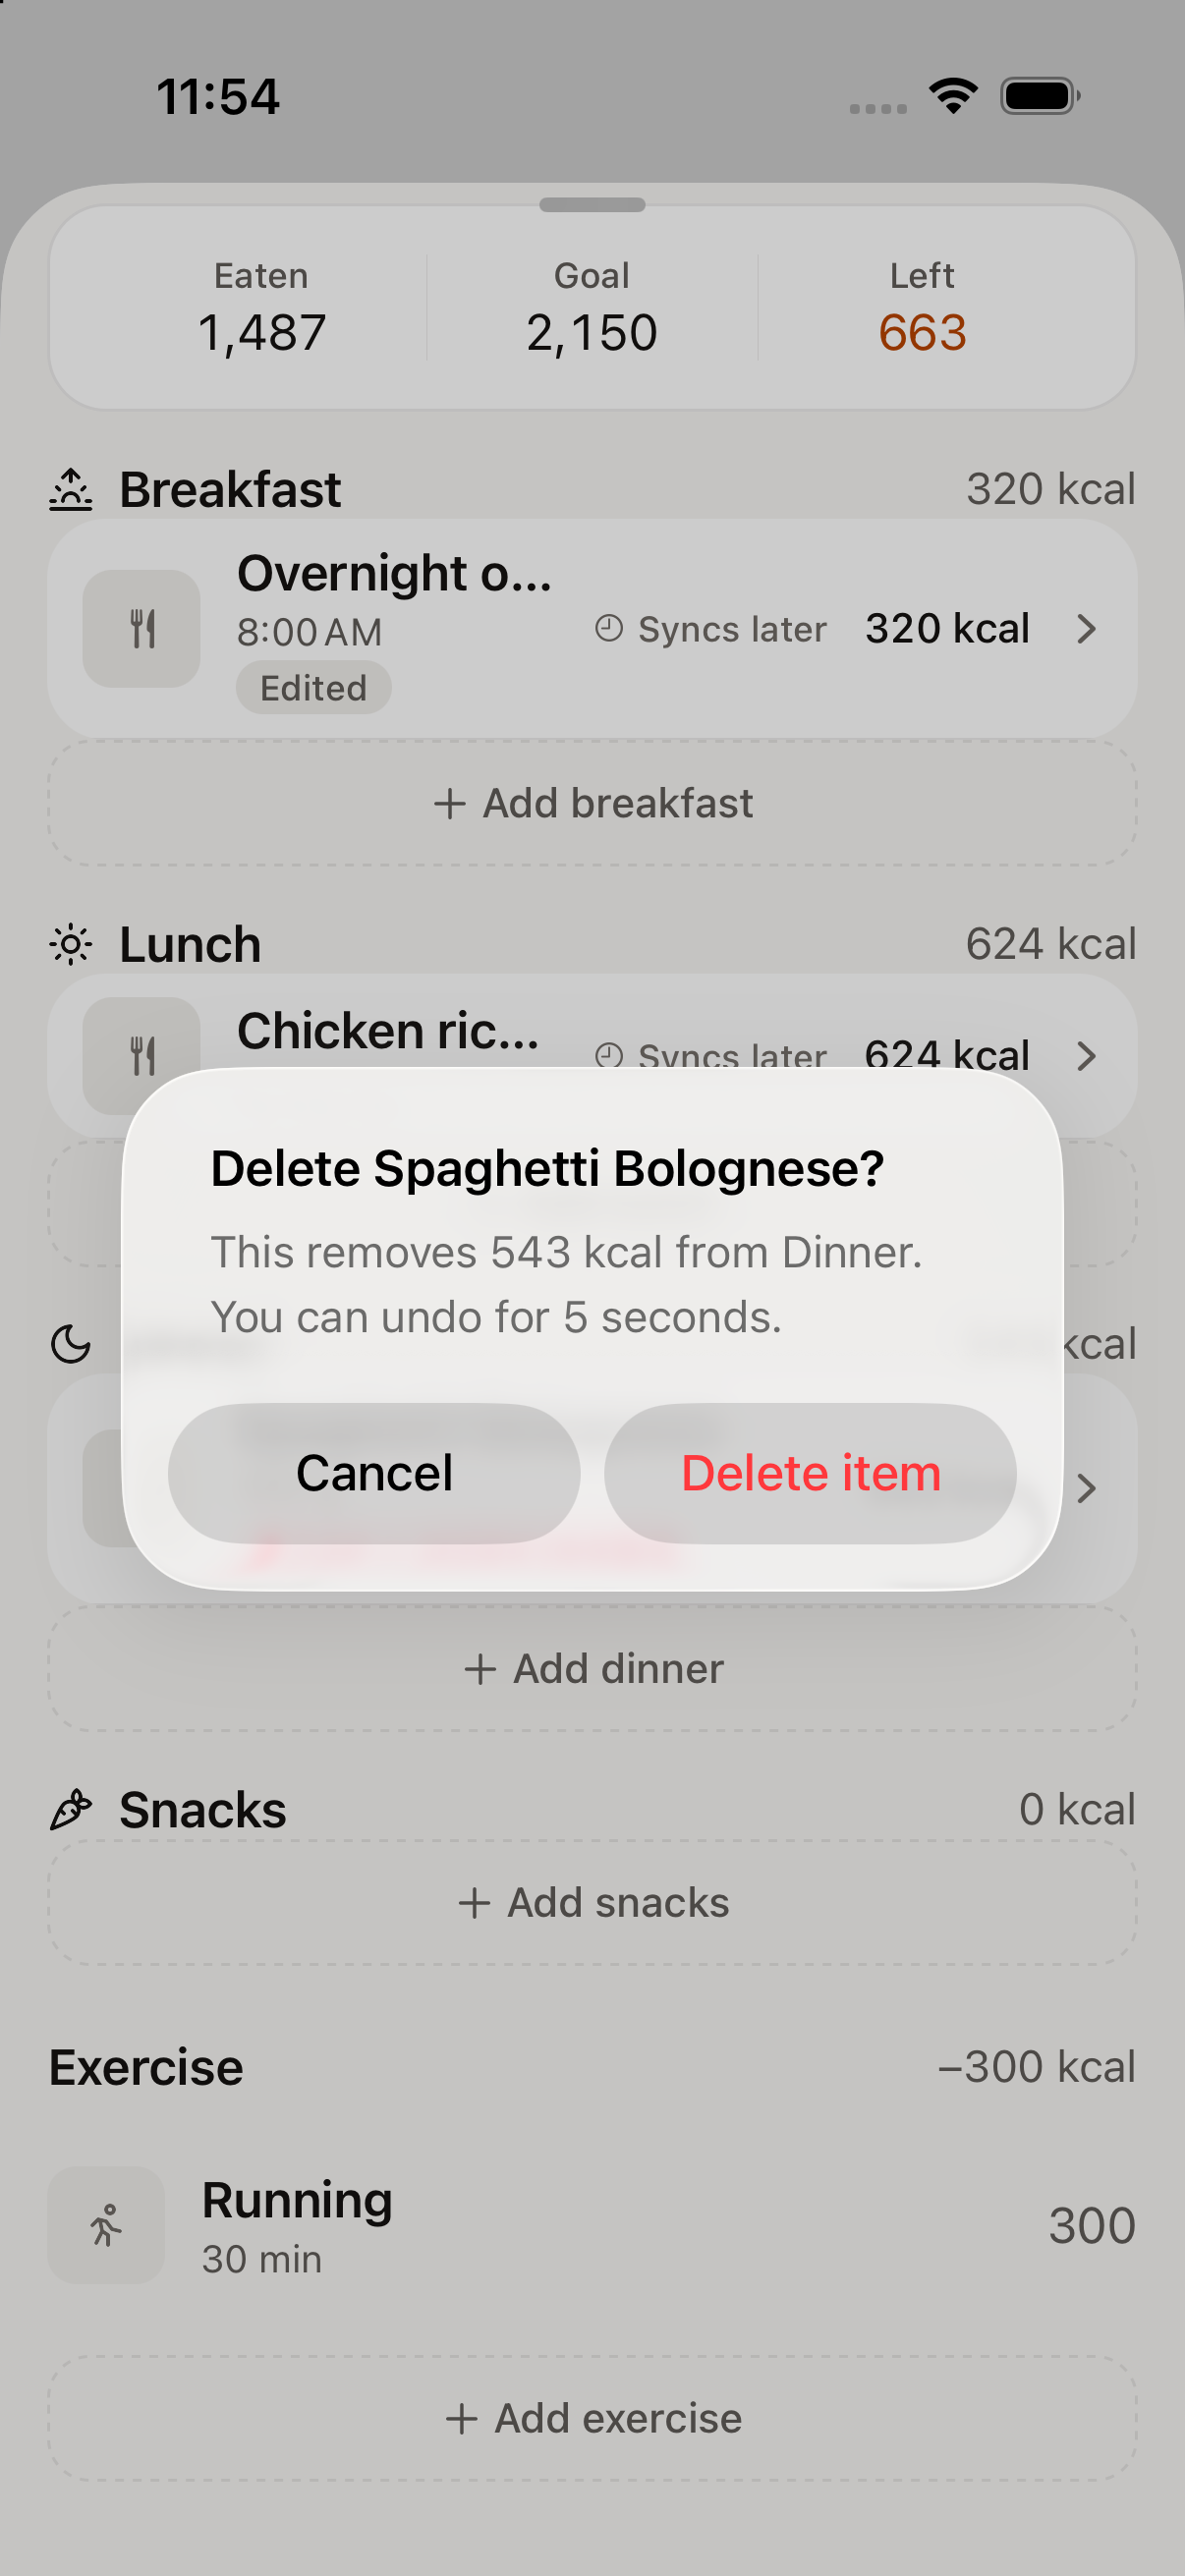 11:54
Eaten Goal Left
1,487 2,150 663
Breakfast 320 kcal
Overnight o...
8:00 AM Syncs later 320 kcal
Edited
+ Add breakfast
Lunch 624 kcal
Chicken ric...
Syncs later 624 kcal
Delete Spaghetti Bolognese?
This removes 543 kcal from Dinner.
You can undo for 5 seconds.
kcal
Cancel Delete item
+ Add dinner
Snacks 0 kcal
+ Add snacks
Exercise –300 kcal
Running
30 min 300
+ Add exercise